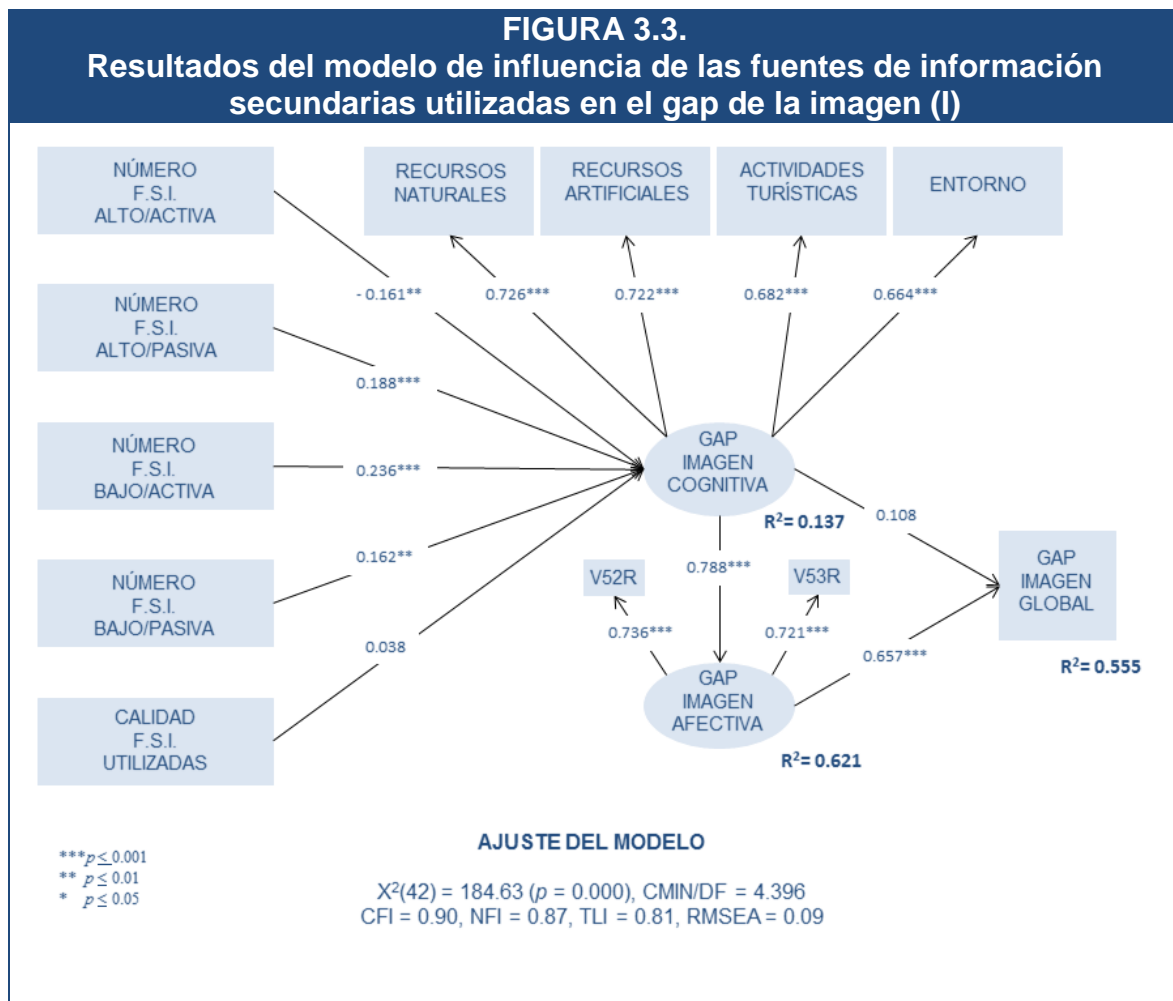 FIGURA 3.3.
Resultados del modelo de influencia de las fuentes de información
secundarias utilizadas en el gap de la imagen (I)
NÚMERO
F.S.I.
ALTO/ACTIVA
RECURSOS
NATURALES
RECURSOS
ARTIFICIALES
ACTIVIDADES
TURÍSTICAS
ENTORNO
- 0.161**
0.726***
0.722***
0.682***
0.664***
NÚMERO
F.S.I.
ALTO/PASIVA
0.188***
NÚMERO
F.S.I.
BAJO/ACTIVA
0.236***
GAP
IMAGEN
COGNITIVA
R²= 0.137
0.108
NÚMERO
F.S.I.
BAJO/PASIVA
0.162**
V52R
0.788***
V53R
GAP
IMAGEN
GLOBAL
R²= 0.555
0.736***
0.721***
0.657***
0.038
CALIDAD
F.S.I.
UTILIZADAS
GAP
IMAGEN
AFECTIVA
R²= 0.621
***p ≤ 0.001
** p ≤ 0.01
* p ≤ 0.05
AJUSTE DEL MODELO
X²(42) = 184.63 (p = 0.000), CMIN/DF = 4.396
CFI = 0.90, NFI = 0.87, TLI = 0.81, RMSEA = 0.09